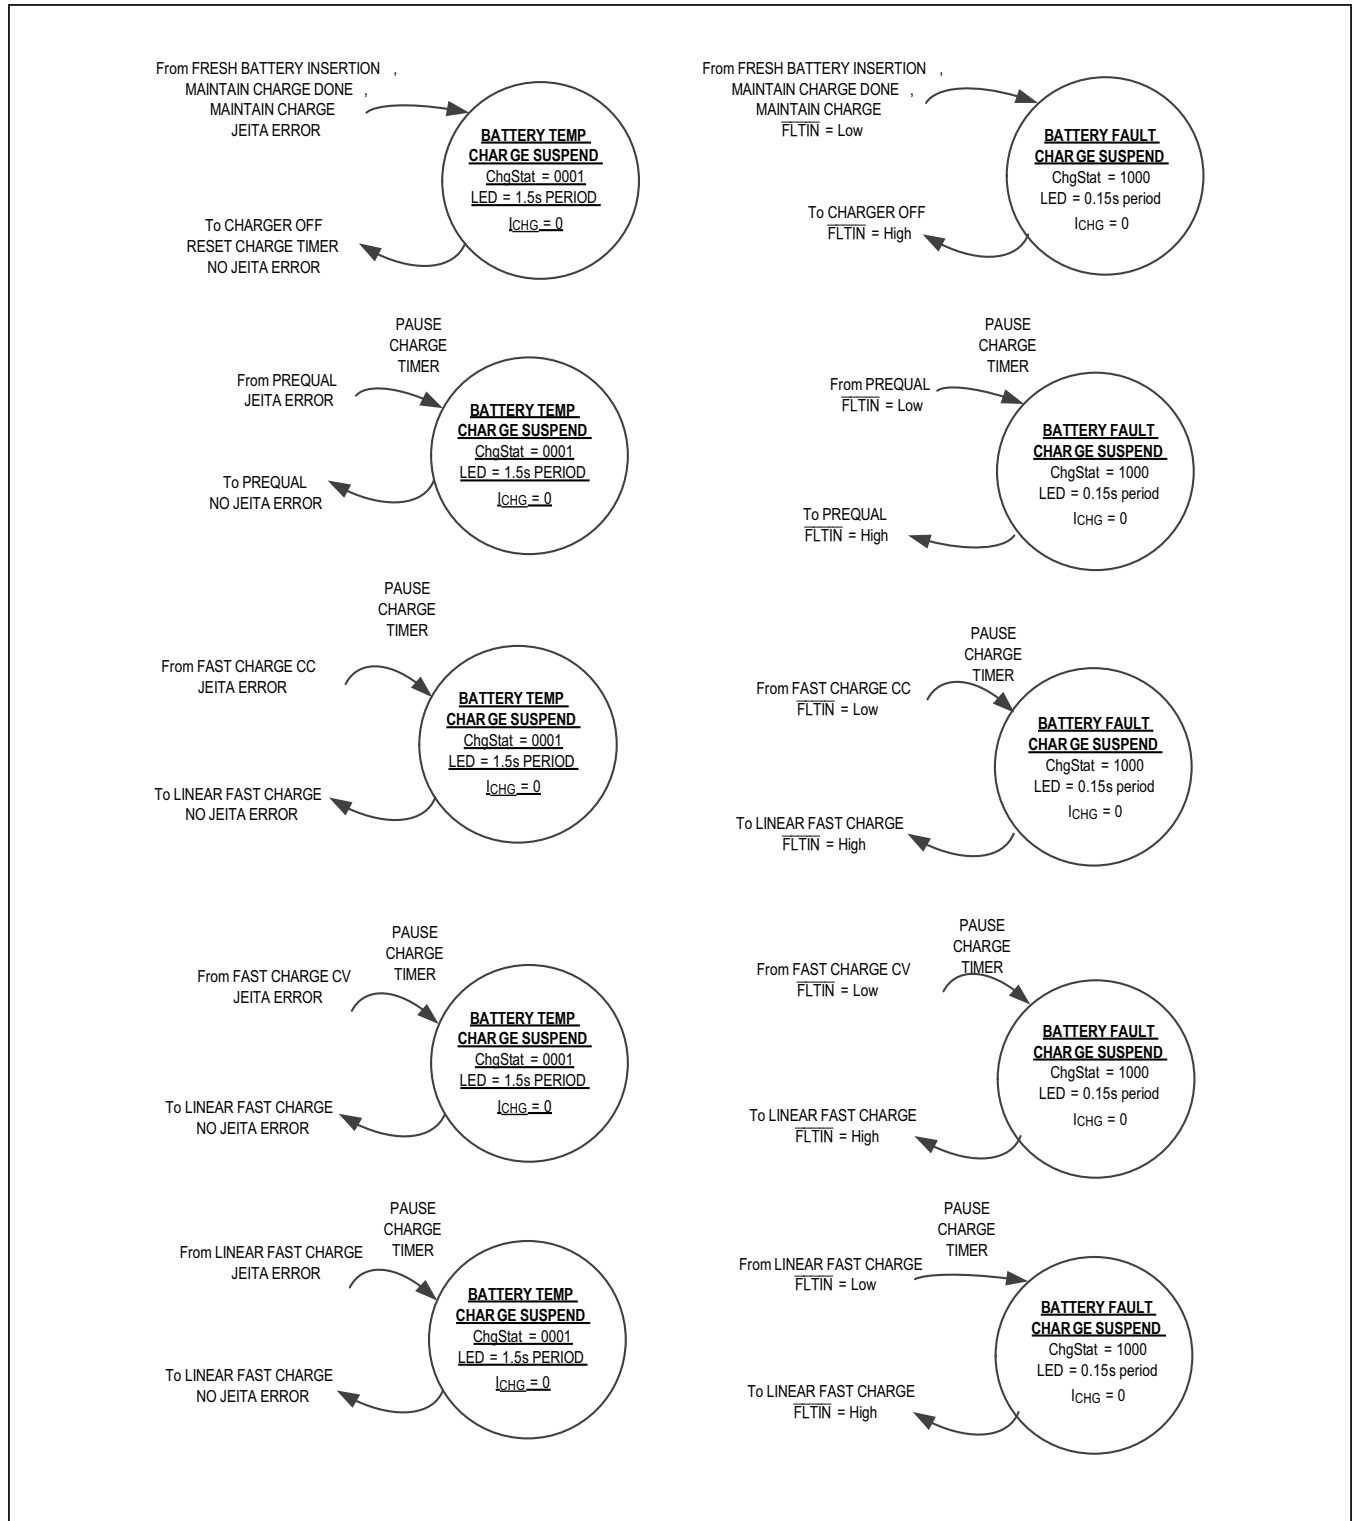 From FRESH BATTERY INSERTION ,
MAINTAIN CHARGE DONE ,
MAINTAIN CHARGE
JEITA ERROR
BATTERY TEMP
CHARGE SUSPEND
ChgStat = 0001
LED = 1.5s PERIOD
ICHG = 0
To CHARGER OFF
RESET CHARGE TIMER
NO JEITA ERROR
From FRESH BATTERY INSERTION ,
MAINTAIN CHARGE DONE ,
MAINTAIN CHARGE
FLTIN = Low
BATTERY FAULT
CHARGE SUSPEND
ChgStat = 1000
LED = 0.15s period
ICHG = 0
To CHARGER OFF
FLTIN = High
PAUSE
CHARGE
TIMER
From PREQUAL
JEITA ERROR
BATTERY TEMP
CHARGE SUSPEND
ChgStat = 0001
LED = 1.5s PERIOD
ICHG = 0
To PREQUAL
NO JEITA ERROR
PAUSE
CHARGE
TIMER
From PREQUAL
FLTIN = Low
BATTERY FAULT
CHARGE SUSPEND
ChgStat = 1000
LED = 0.15s period
ICHG = 0
To PREQUAL
FLTIN = High
PAUSE
CHARGE
TIMER
From FAST CHARGE CC
JEITA ERROR
BATTERY TEMP
CHARGE SUSPEND
ChgStat = 0001
LED = 1.5s PERIOD
ICHG = 0
To LINEAR FAST CHARGE
NO JEITA ERROR
PAUSE
CHARGE
TIMER
From FAST CHARGE CC
FLTIN = Low
BATTERY FAULT
CHARGE SUSPEND
ChgStat = 1000
LED = 0.15s period
ICHG = 0
To LINEAR FAST CHARGE
FLTIN = High
PAUSE
CHARGE
TIMER
From FAST CHARGE CV
JEITA ERROR
BATTERY TEMP
CHARGE SUSPEND
ChgStat = 0001
LED = 1.5s PERIOD
ICHG = 0
To LINEAR FAST CHARGE
NO JEITA ERROR
PAUSE
CHARGE
TIMER
From FAST CHARGE CV
FLTIN = Low
BATTERY FAULT
CHARGE SUSPEND
ChgStat = 1000
LED = 0.15s period
ICHG = 0
To LINEAR FAST CHARGE
FLTIN = High
PAUSE
CHARGE
TIMER
From LINEAR FAST CHARGE
JEITA ERROR
BATTERY TEMP
CHARGE SUSPEND
ChgStat = 0001
LED = 1.5s PERIOD
ICHG = 0
To LINEAR FAST CHARGE
NO JEITA ERROR
PAUSE
CHARGE
TIMER
From LINEAR FAST CHARGE
FLTIN = Low
BATTERY FAULT
CHARGE SUSPEND
ChgStat = 1000
LED = 0.15s period
ICHG = 0
To LINEAR FAST CHARGE
FLTIN = High